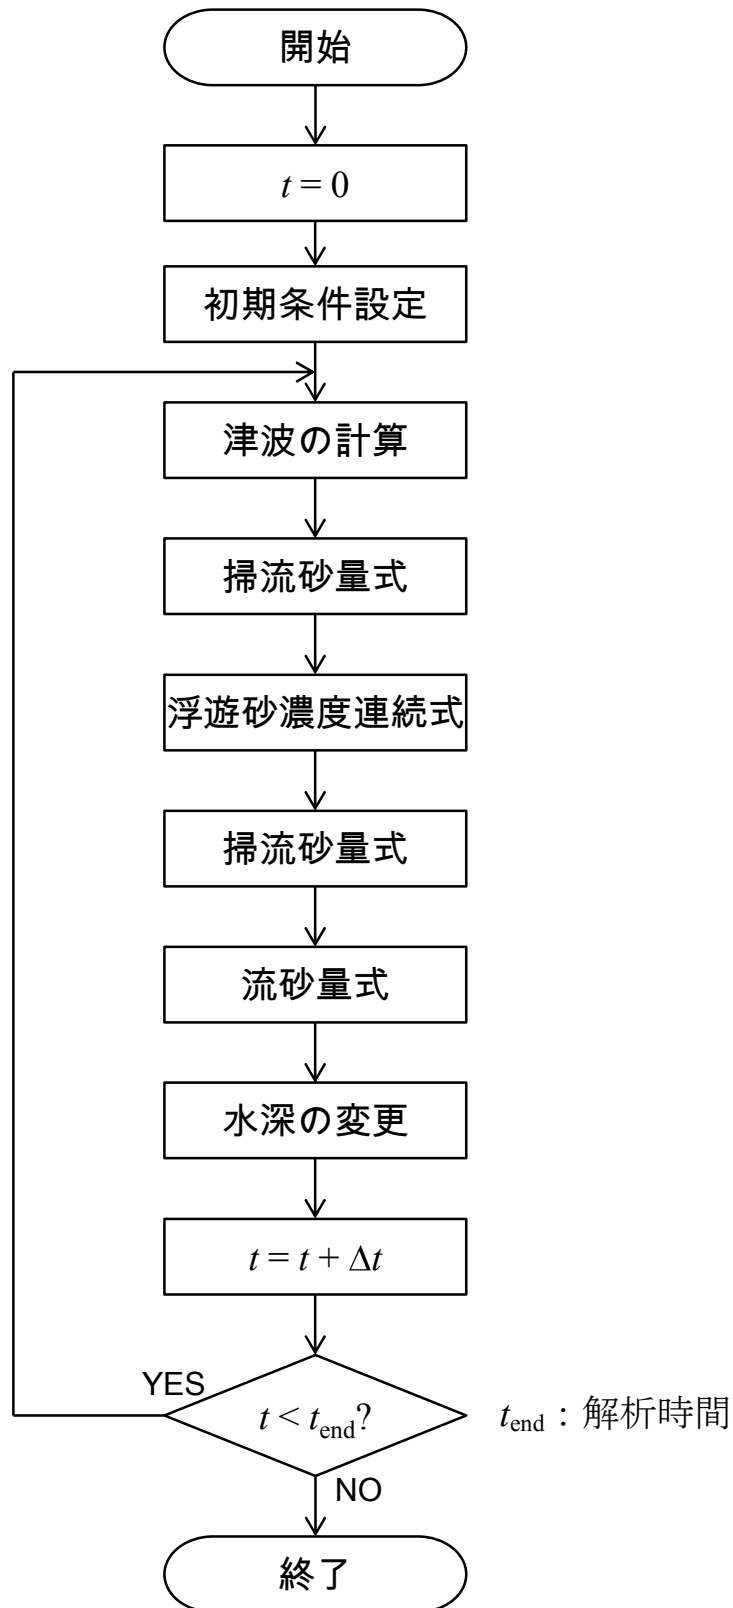 開始
t = 0
初期条件設定
津波の計算
掃流砂量式
浮遊砂濃度連続式
掃流砂量式
流砂量式
水深の変更
t = t + Δt
YES
t < tend?
tend：解析時間
NO
終了